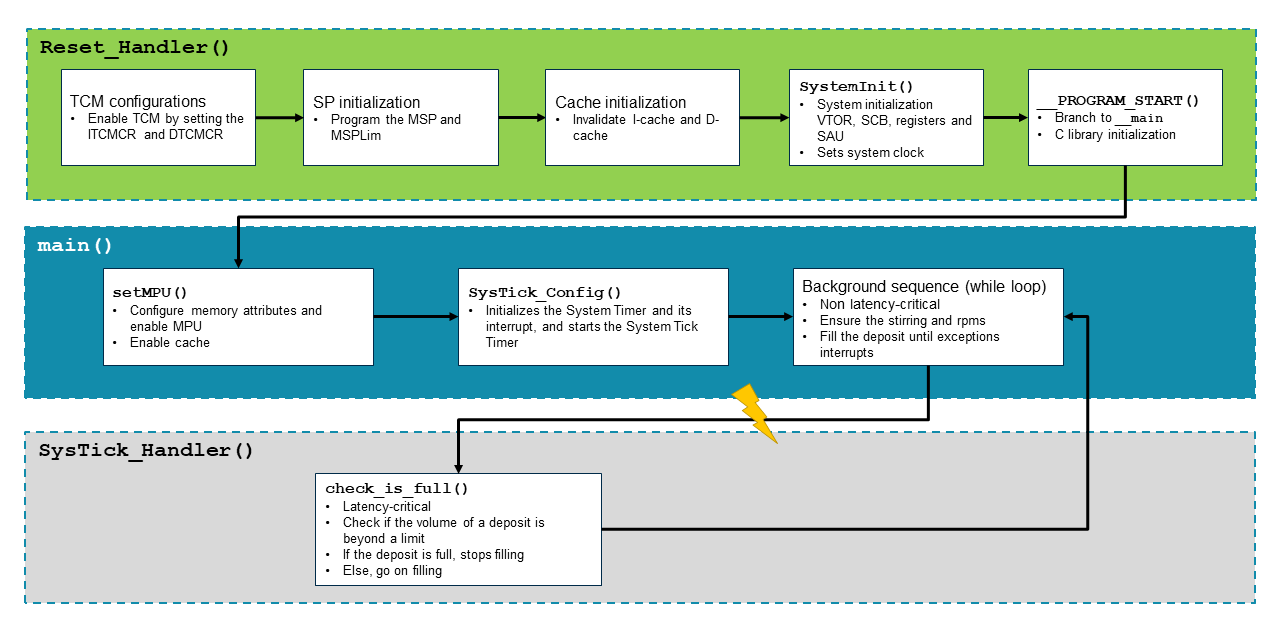 Reset_Handler()
TCM configurations
• Enable TCM by setting the
ITCMCR and DTCMCR
SP initialization
• Program the MSP and
MSPLim
Cache initialization
• Invalidate I-cache and D-
cache
SystemInit()
• System initialization
VTOR, SCB, registers and
SAU
• Sets system clock
__PROGRAM_START()
• Branch to __main
• C library initialization
main()
setMPU()
• Configure memory attributes and
enable MPU
• Enable cache
SysTick_Config()
• Initializes the System Timer and its
interrupt, and starts the System Tick
Timer
Background sequence (while loop)
• Non latency-critical
• Ensure the stirring and rpms
• Fill the deposit until exceptions
interrupts
SysTick_Handler()
check_is_full()
• Latency-critical
• Check if the volume of a deposit is
beyond a limit
• If the deposit is full, stops filling
• Else, go on filling